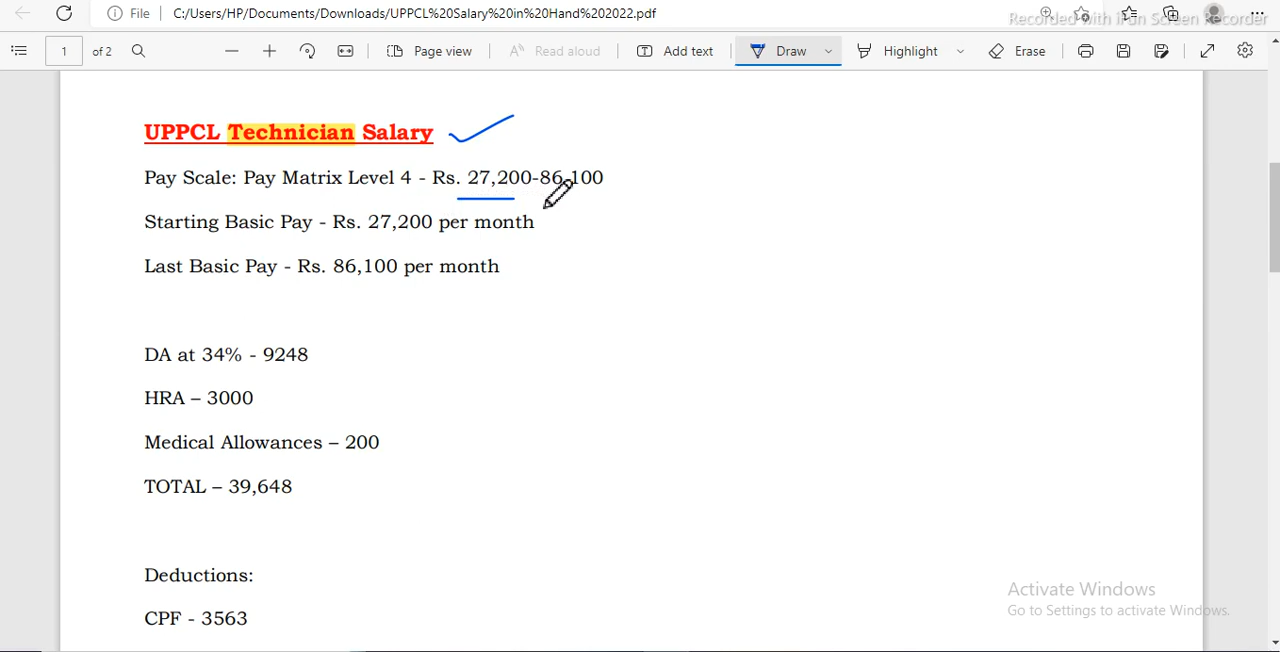 File C:/Users/HP/Documents/Downloads/UPPCL%20Salary%20in%20Hand%202022.pdf
Recorded with iFun Screen Recorder
1 of 2 Page view Read aloud Add text Draw Highlight Erase
UPPCL Technician Salary
Pay Scale: Pay Matrix Level 4 - Rs. 27,200-86,100
Starting Basic Pay - Rs. 27,200 per month
Last Basic Pay - Rs. 86,100 per month
DA at 34% - 9248
HRA – 3000
Medical Allowances – 200
TOTAL – 39,648
Deductions:
CPF - 3563
Activate Windows
Go to Settings to activate Windows.